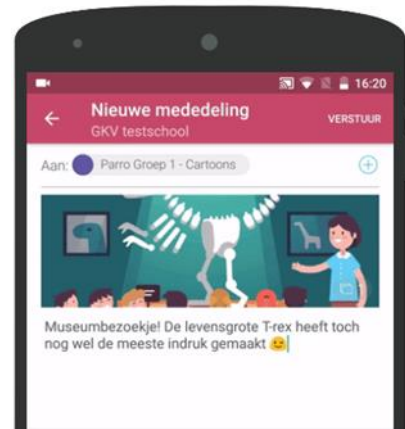 16:20
Nieuwe mededeling
VERSTUUR
GKV testschool
Aan: Parro Groep 1 - Cartoons
Museumbezoekje! De levensgrote T-rex heeft toch
nog wel de meeste indruk gemaakt 😉